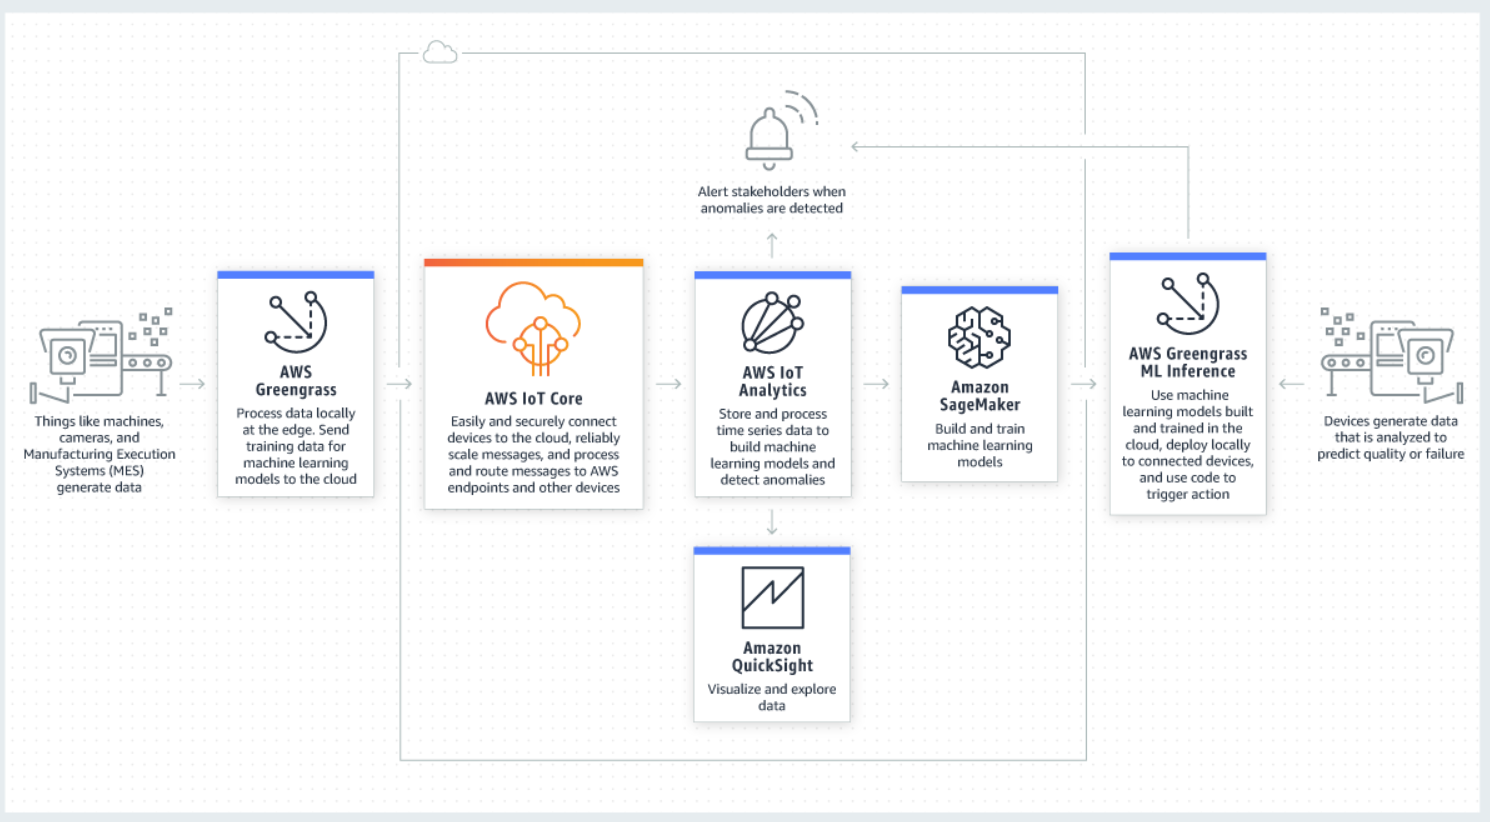 Alert stakeholders when
anomalies are detected
Things like machines,
cameras, and
Manufacturing Execution
Systems (MES)
generate data
AWS
Greengrass
Process data locally
at the edge. Send
training data for
machine learning
models to the cloud
AWS IoT Core
Easily and securely connect
devices to the cloud, reliably
scale messages, and process
and route messages to AWS
endpoints and other devices
AWS IoT
Analytics
Store and process
time series data to
build machine
learning models and
detect anomalies
Amazon
SageMaker
Build and train
machine learning
models
AWS Greengrass
ML Inference
Use machine
learning models built
and trained in the
cloud, deploy locally
to connected devices,
and use code to
trigger action
Devices generate data
that is analyzed to
predict quality or failure
Amazon
QuickSight
Visualize and explore
data